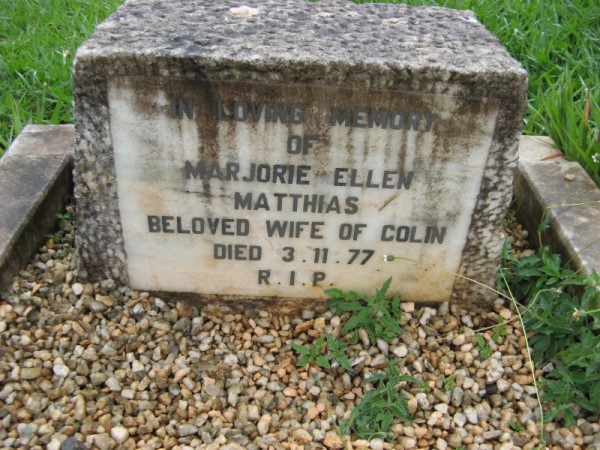 IN LOVING MEMORY
OF
MARJORIE ELLEN
MATTHIAS
BELOVED WIFE OF COLIN
DIED 3.11.77
R.I.P.